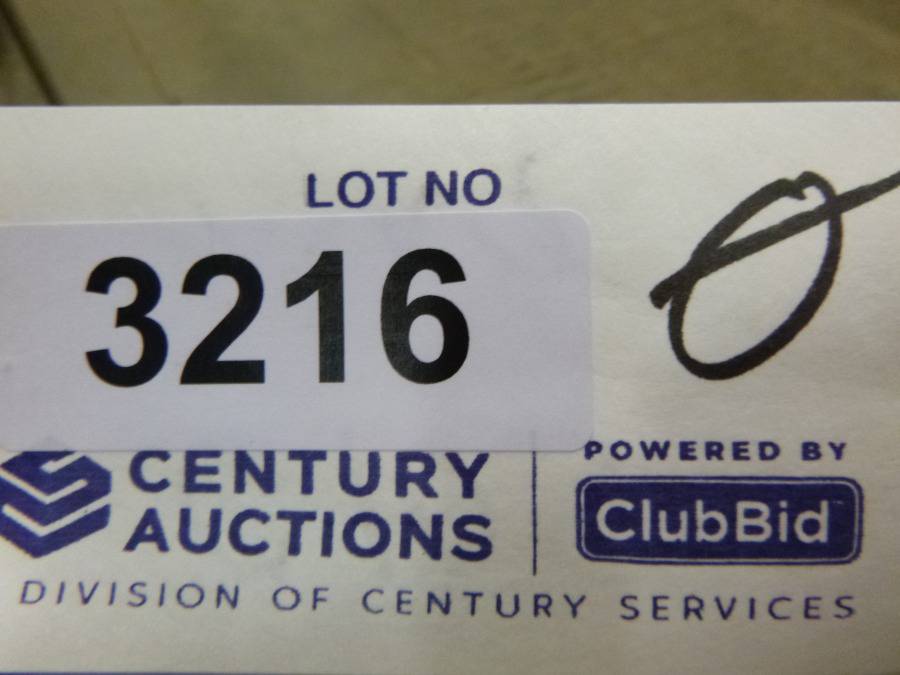 LOT NO
3216
CENTURY
AUCTIONS
POWERED BY
ClubBid
DIVISION OF CENTURY SERVICES